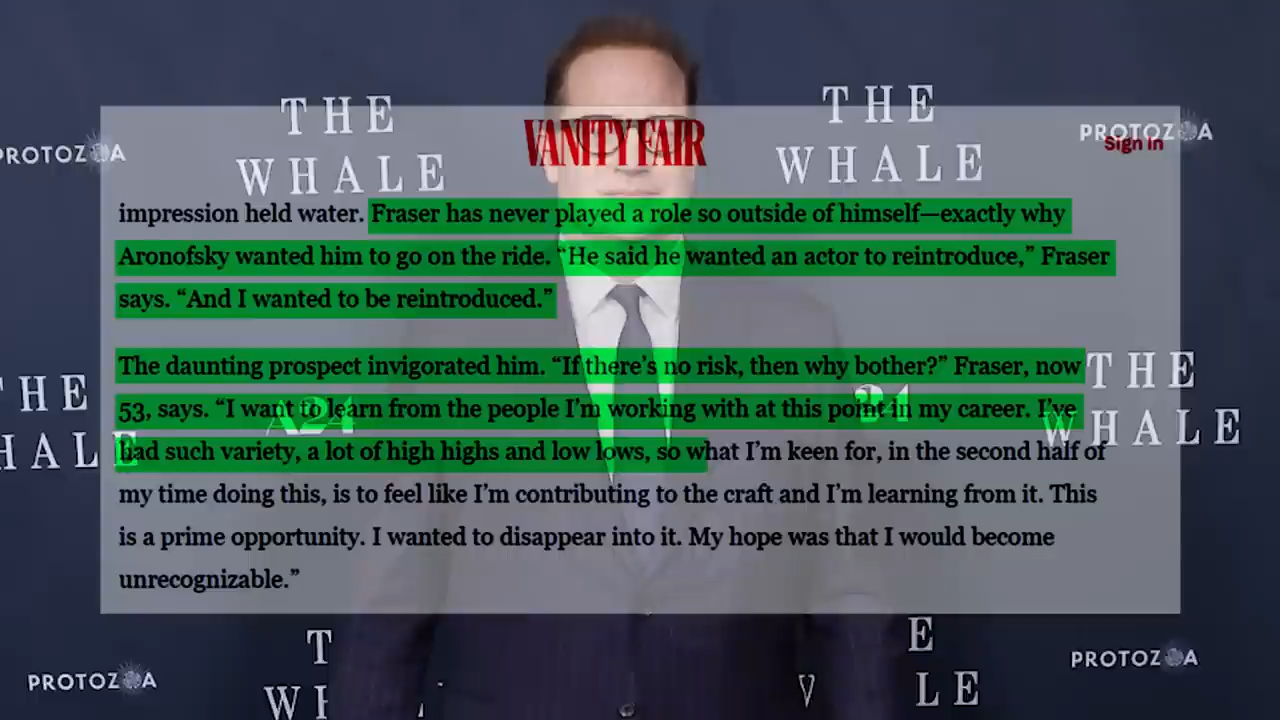 THE
WHALE
THE
WHALE
PROTOZOA
PROTOZOA
VANITY FAIR
Sign In
impression held water. Fraser has never played a role so outside of himself—exactly why
Aronofsky wanted him to go on the ride. “He said he wanted an actor to reintroduce,” Fraser
says. “And I wanted to be reintroduced.”
The daunting prospect invigorated him. “If there’s no risk, then why bother?” Fraser, now
53, says. “I want to learn from the people I’m working with at this point in my career. I’ve
had such variety, a lot of high highs and low lows, so what I’m keen for, in the second half of
my time doing this, is to feel like I’m contributing to the craft and I’m learning from it. This
is a prime opportunity. I wanted to disappear into it. My hope was that I would become
unrecognizable.”
THE
HALE
A24
24
THE
WHALE
T
WH
E
LE
V
PROTOZOA
PROTOZOA